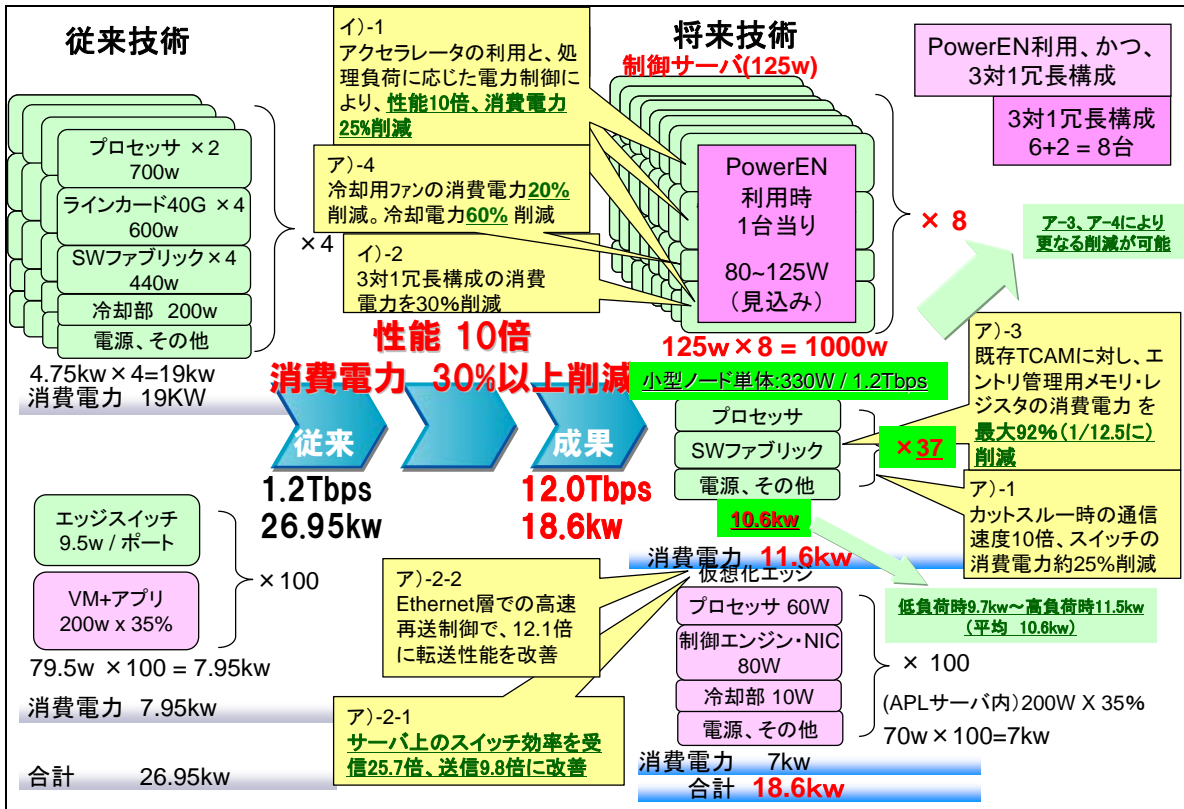 従来技術
プロセッサ ×2
700w
ラインカード40G ×4
600w
SWファブリック×4
440w
冷却部 200w
電源、その他
×4
4.75kw×4=19kw
消費電力 19KW
エッジスイッチ
9.5w / ポート
VM+アプリ
200w x 35%
×100
79.5w ×100 = 7.95kw
消費電力 7.95kw
合計 26.95kw
イ)-1
アクセラレータの利用と、処
理負荷に応じた電力制御に
より、性能10倍、消費電力
25%削減
ア)-4
冷却用ファンの消費電力20%
削減。冷却電力60% 削減
イ)-2
3対1冗長構成の消費
電力を30%削減
性能 10倍
消費電力 30%以上削減
従来
成果
1.2Tbps
26.95kw
12.0Tbps
18.6kw
ア)-2-2
Ethernet層での高速
再送制御で、12.1倍
に転送性能を改善
ア)-2-1
サーバ上のスイッチ効率を受
信25.7倍、送信9.8倍に改善
将来技術
制御サーバ(125w)
PowerEN
利用時
1台当り
80~125W
(見込み)
× 8
125w×8 = 1000w
小型ノード単体:330W / 1.2Tbps
プロセッサ
SWファブリック
電源、その他
×37
10.6kw
消費電力 11.6kw
仮想化エッジ
プロセッサ 60W
制御エンジン・NIC
80W
冷却部 10W
電源、その他
× 100
(APLサーバ内)200W X 35%
70w×100=7kw
消費電力 7kw
合計 18.6kw
PowerEN利用、かつ、
3対1冗長構成
3対1冗長構成
6+2 = 8台
ア-3、ア-4により
更なる削減が可能
ア)-3
既存TCAMに対し、エ
ントリ管理用メモリ・レ
ジスタの消費電力 を
最大92%(1/12.5に)
削減
ア)-1
カットスルー時の通信
速度10倍、スイッチの
消費電力約25%削減
低負荷時9.7kw～高負荷時11.5kw
(平均 10.6kw)